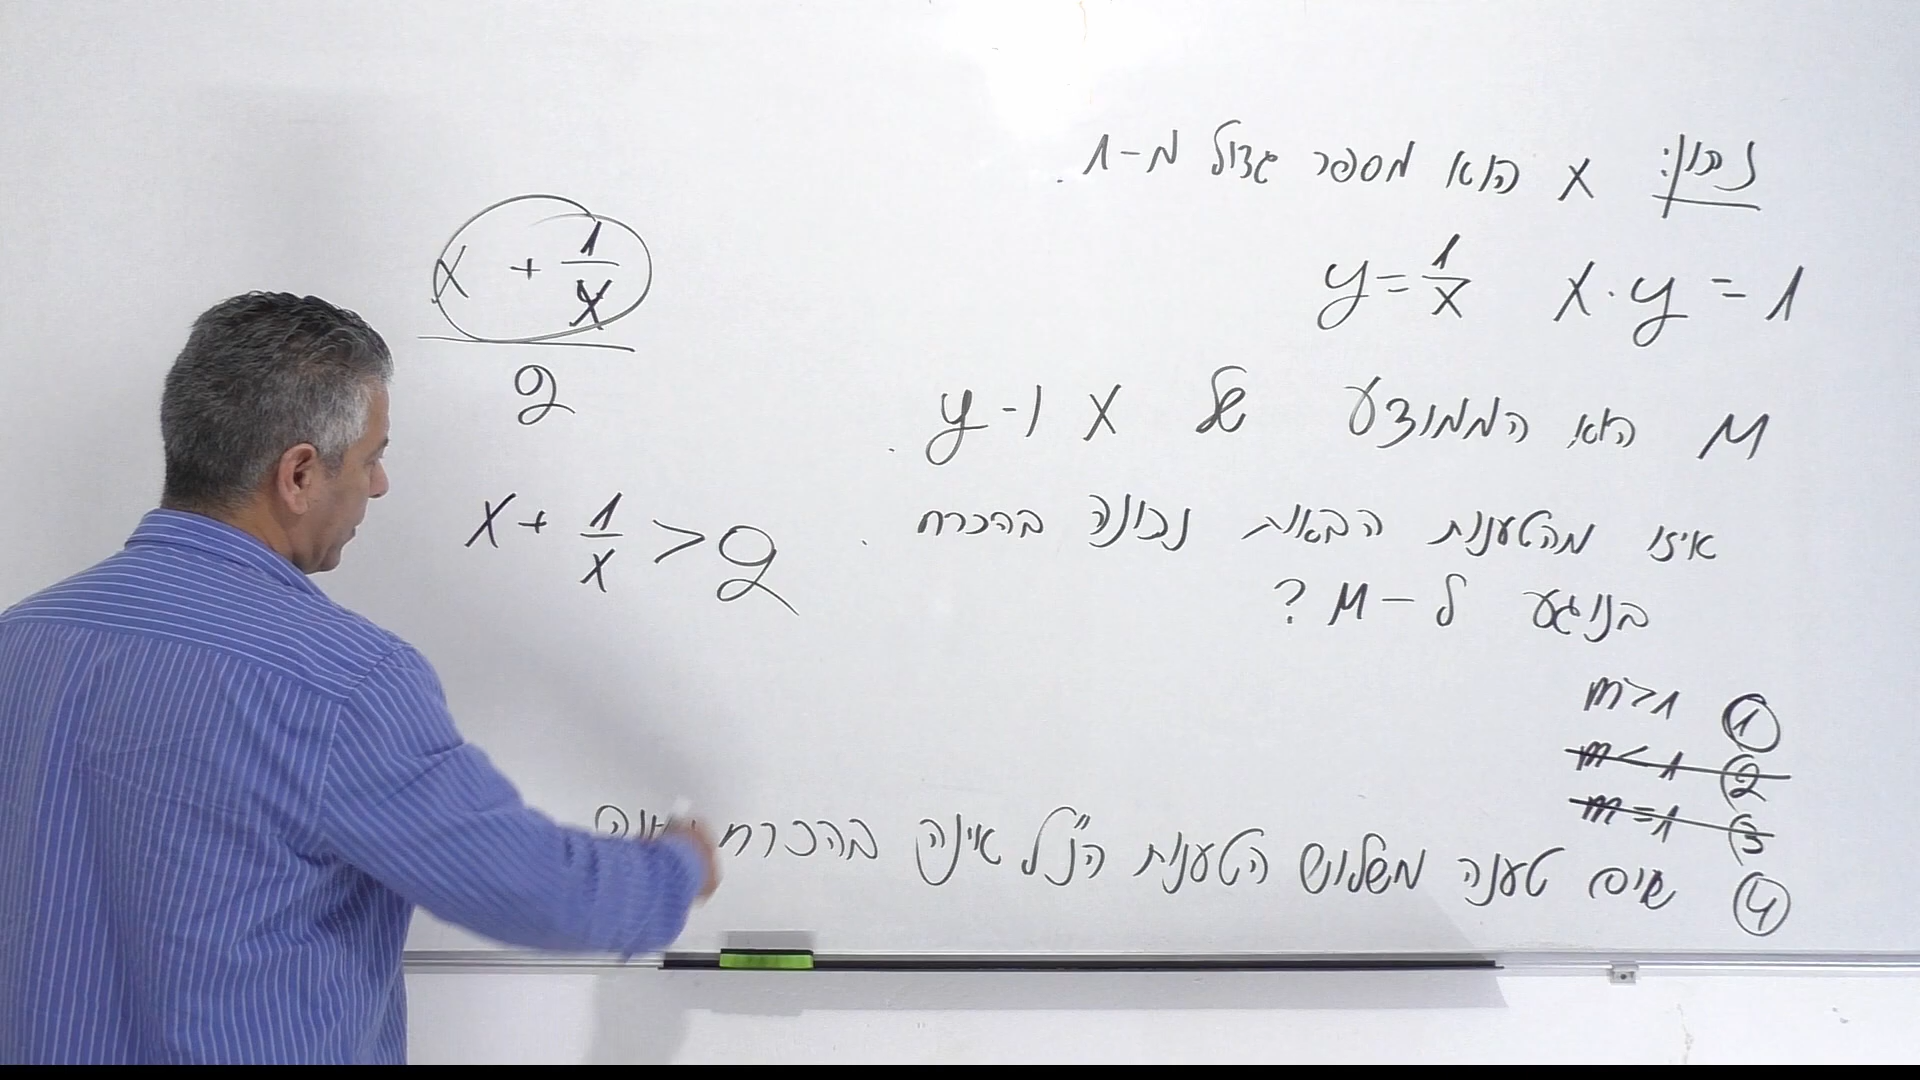 נתון: x הוא מספר גדול מ-1.
x·y=1 y=1/x
M הוא הממוצע של x ו-y.
איזו מהטענות הבאות נכונה בהכרח
בנוגע ל-M?
① m>1
② m<1
③ m=1
④ אף טענה משלוש הטענות הנ"ל אינה בהכרח
(x + 1/x)/2
x + 1/x > 2